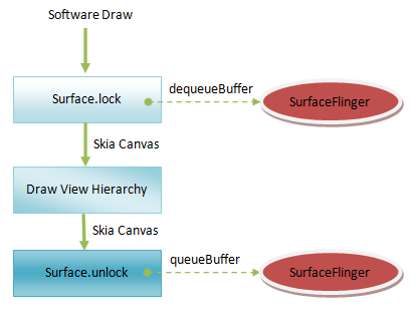 Software Draw
Surface.lock
dequeueBuffer
SurfaceFlinger
Skia Canvas
Draw View Hierarchy
Skia Canvas
Surface.unlock
queueBuffer
SurfaceFlinger